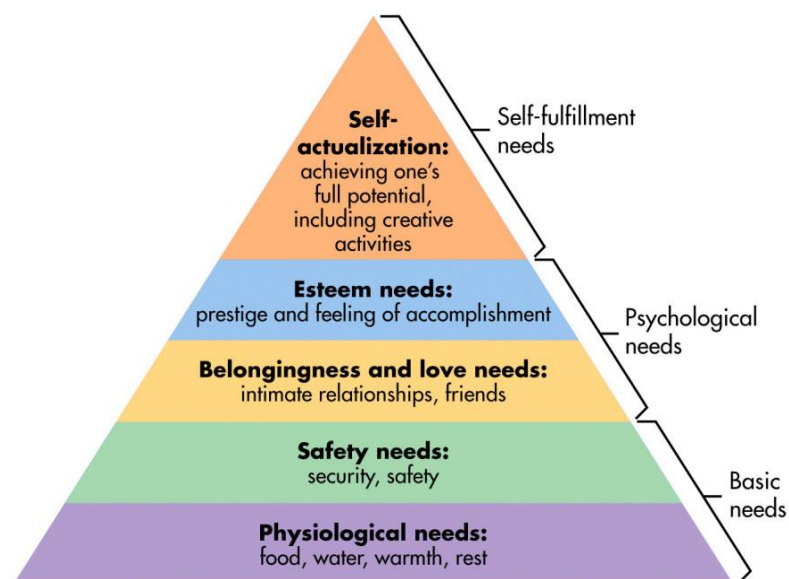 Self-
actualization:
achieving one's
full potential,
including creative
activities
Self-fulfillment
needs
Esteem needs:
prestige and feeling of accomplishment
Psychological
needs
Belongingness and love needs:
intimate relationships, friends
Safety needs:
security, safety
Basic
needs
Physiological needs:
food, water, warmth, rest